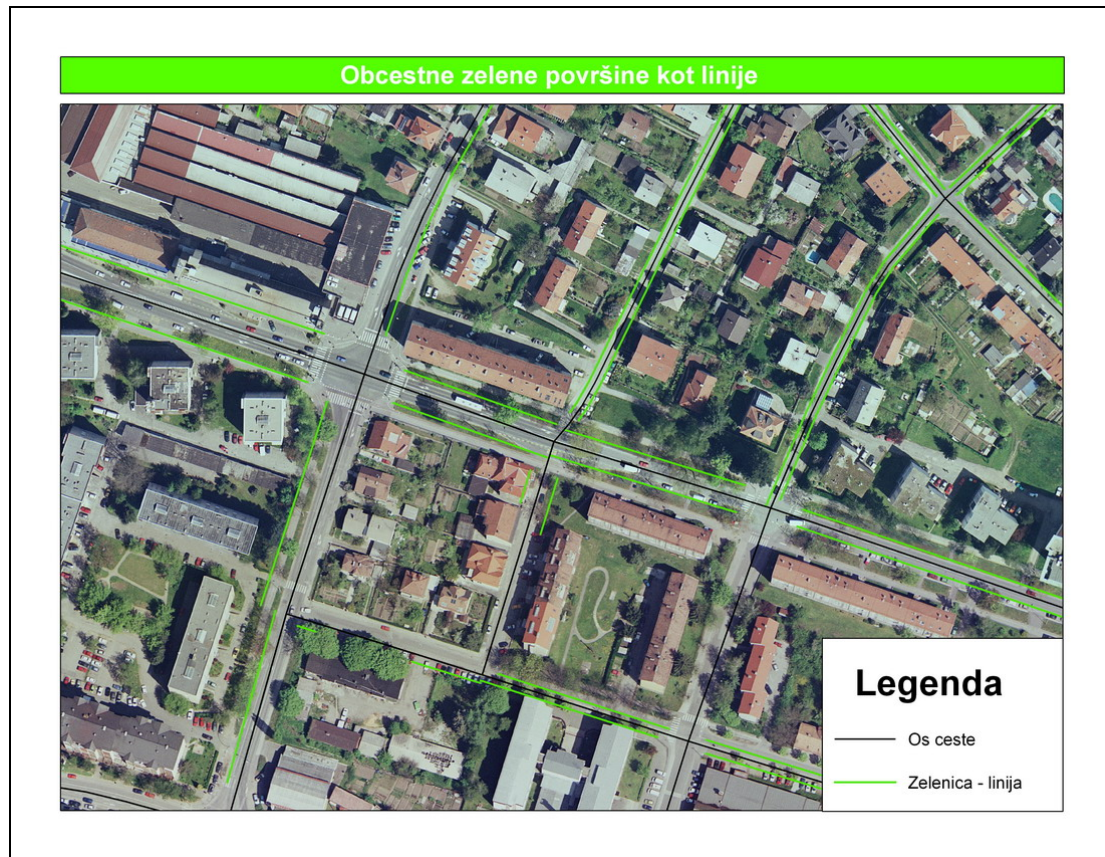 Obcestne zelene površine kot linije
Legenda
Os ceste
Zelenica - linija